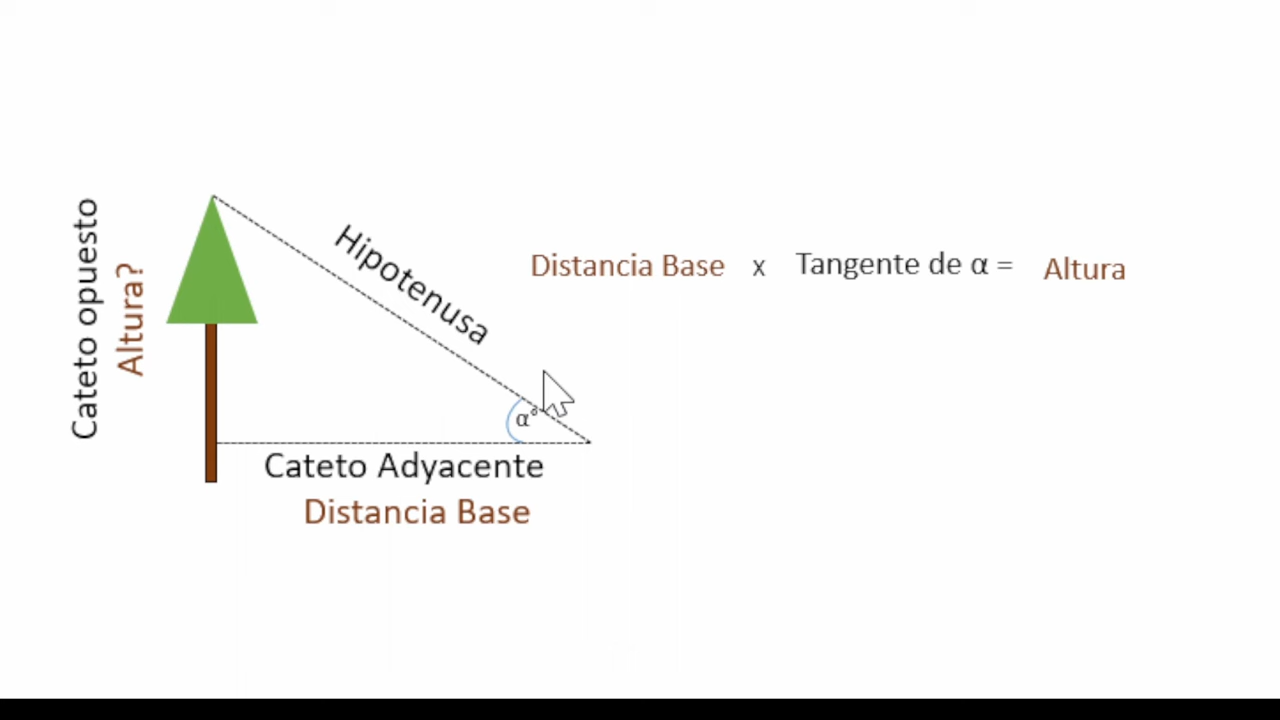 Cateto opuesto
Altura?
Hipotenusa
Distancia Base x Tangente de α = Altura
α°
Cateto Adyacente
Distancia Base